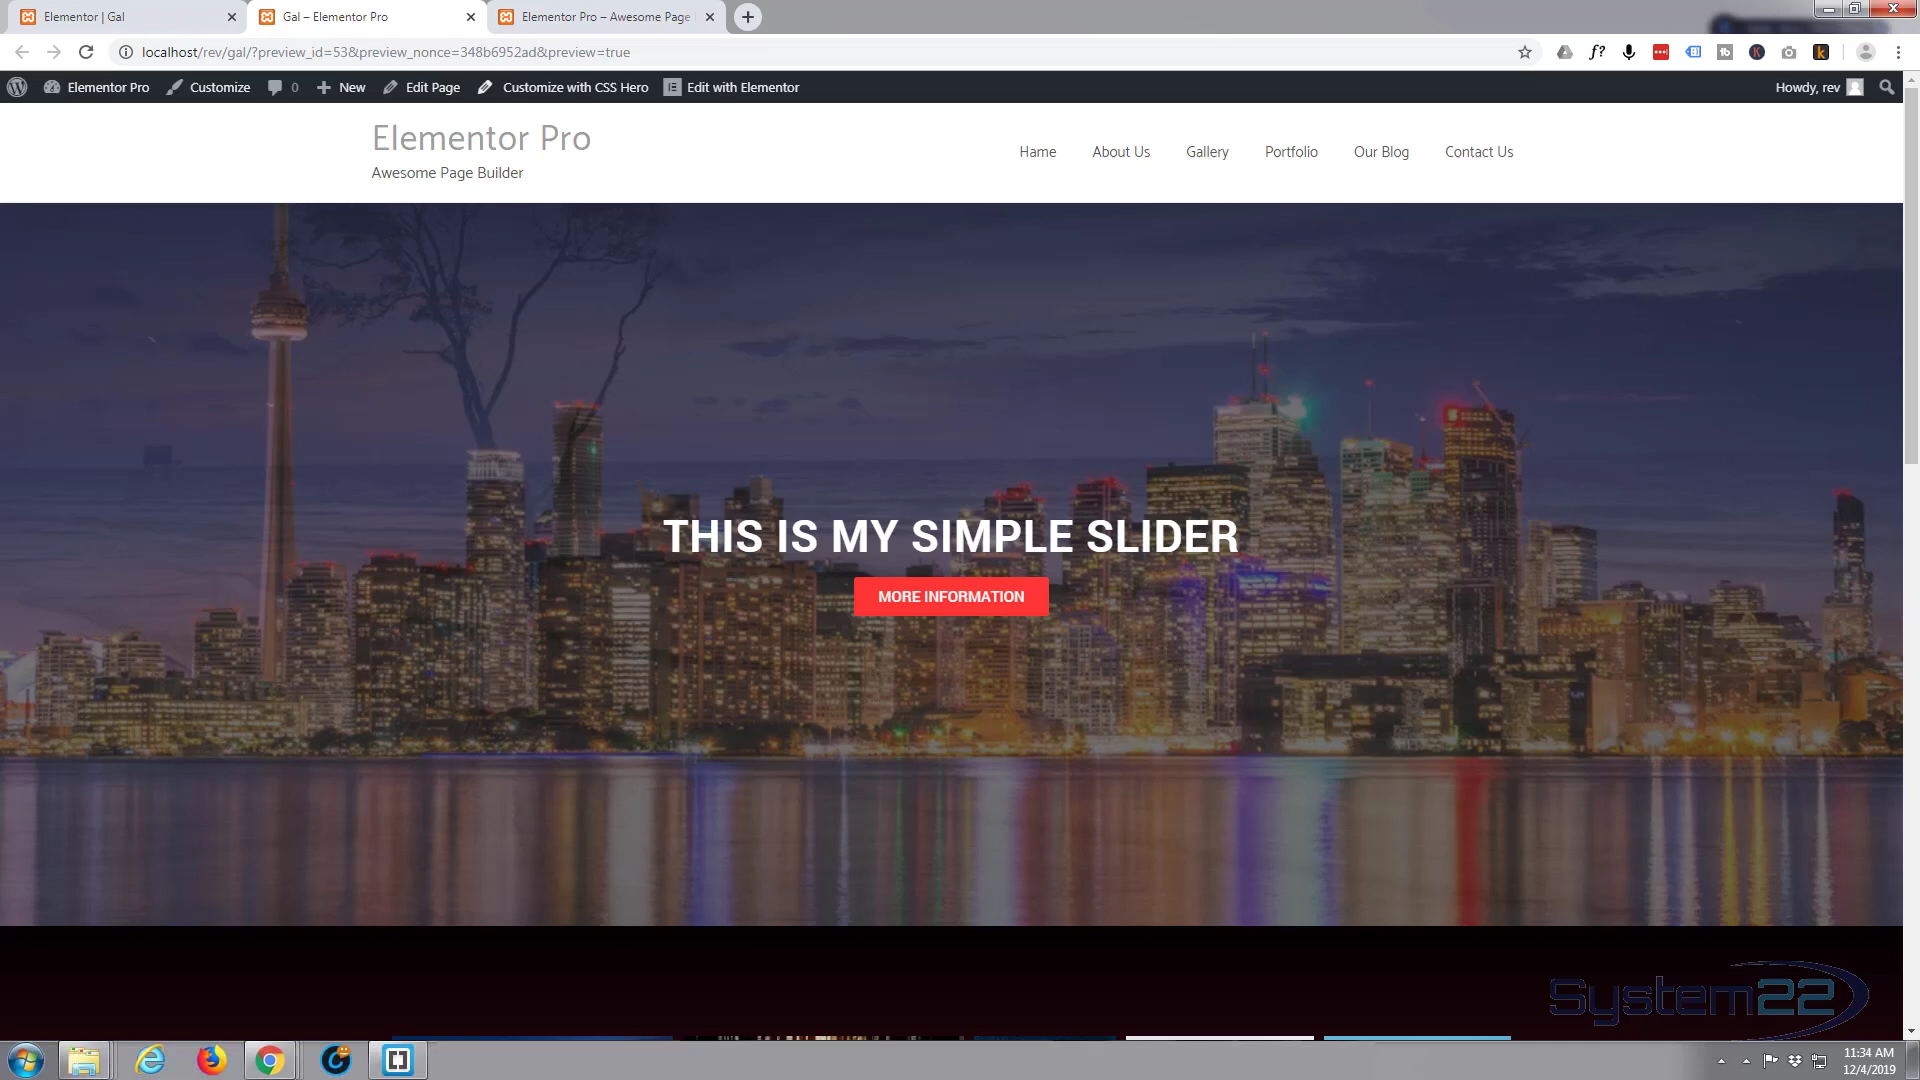 Elementor | Gal
Gal – Elementor Pro
Elementor Pro – Awesome Page
localhost/rev/gal/?preview_id=53&preview_nonce=348b6952ad&preview=true
Elementor Pro
Customize
0
New
Edit Page
Customize with CSS Hero
Edit with Elementor
Howdy, rev
Elementor Pro
Awesome Page Builder
Home
About Us
Gallery
Portfolio
Our Blog
Contact Us
THIS IS MY SIMPLE SLIDER
MORE INFORMATION
System22
11:34 AM
12/4/2019